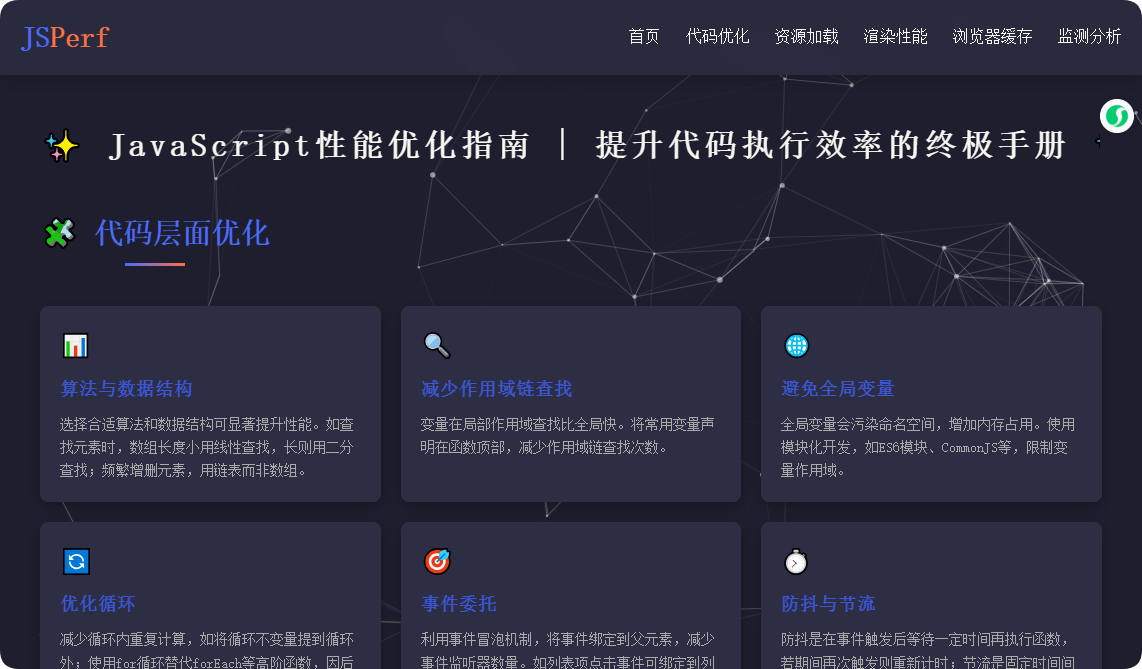 JSPerf
首页 代码优化 资源加载 渲染性能 浏览器缓存 监测分析
JavaScript性能优化指南 | 提升代码执行效率的终极手册
代码层面优化
算法与数据结构
选择合适算法和数据结构可显著提升性能。如查
找元素时，数组长度小用线性查找，长则用二分
查找；频繁增删元素，用链表而非数组。
减少作用域链查找
变量在局部作用域查找比全局快。将常用变量声
明在函数顶部，减少作用域链查找次数。
避免全局变量
全局变量会污染命名空间，增加内存占用。使用
模块化开发，如ES6模块、CommonJS等，限制变
量作用域。
优化循环
减少循环内重复计算，如将循环不变量提到循环
外；使用for循环替代forEach等高阶函数，因后
事件委托
利用事件冒泡机制，将事件绑定到父元素，减少
事件监听器数量。如列表项点击事件可绑定到列
防抖与节流
防抖是在事件触发后等待一定时间再执行函数，
若期间再次触发则重新计时；节流是固定时间间